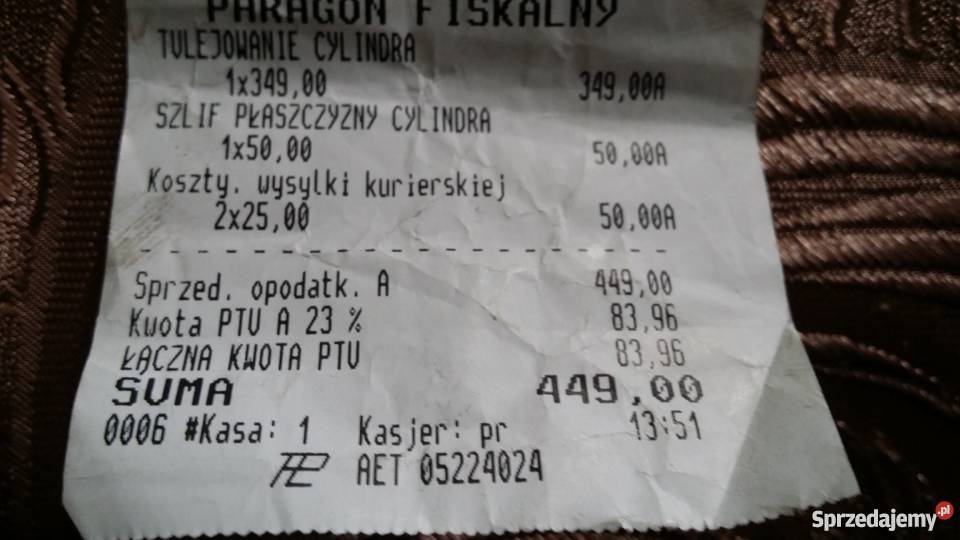 PARAGON FISKALNY
TULEJOWANIE CYLINDRA
1x349,00 349,00A
SZLIF PŁASZCZYZNY CYLINDRA
1x50,00 50,00A
Koszty. wysylki kurierskiej
2x25,00 50,00A
Sprzed. opodatk. A 449,00
Kwota PTU A 23 % 83,96
ŁĄCZNA KWOTA PTU 83,96
SUMA 449,00
0006 #Kasa: 1 Kasjer: pr 13:51
AET 05224024
Sprzedajemy.pl